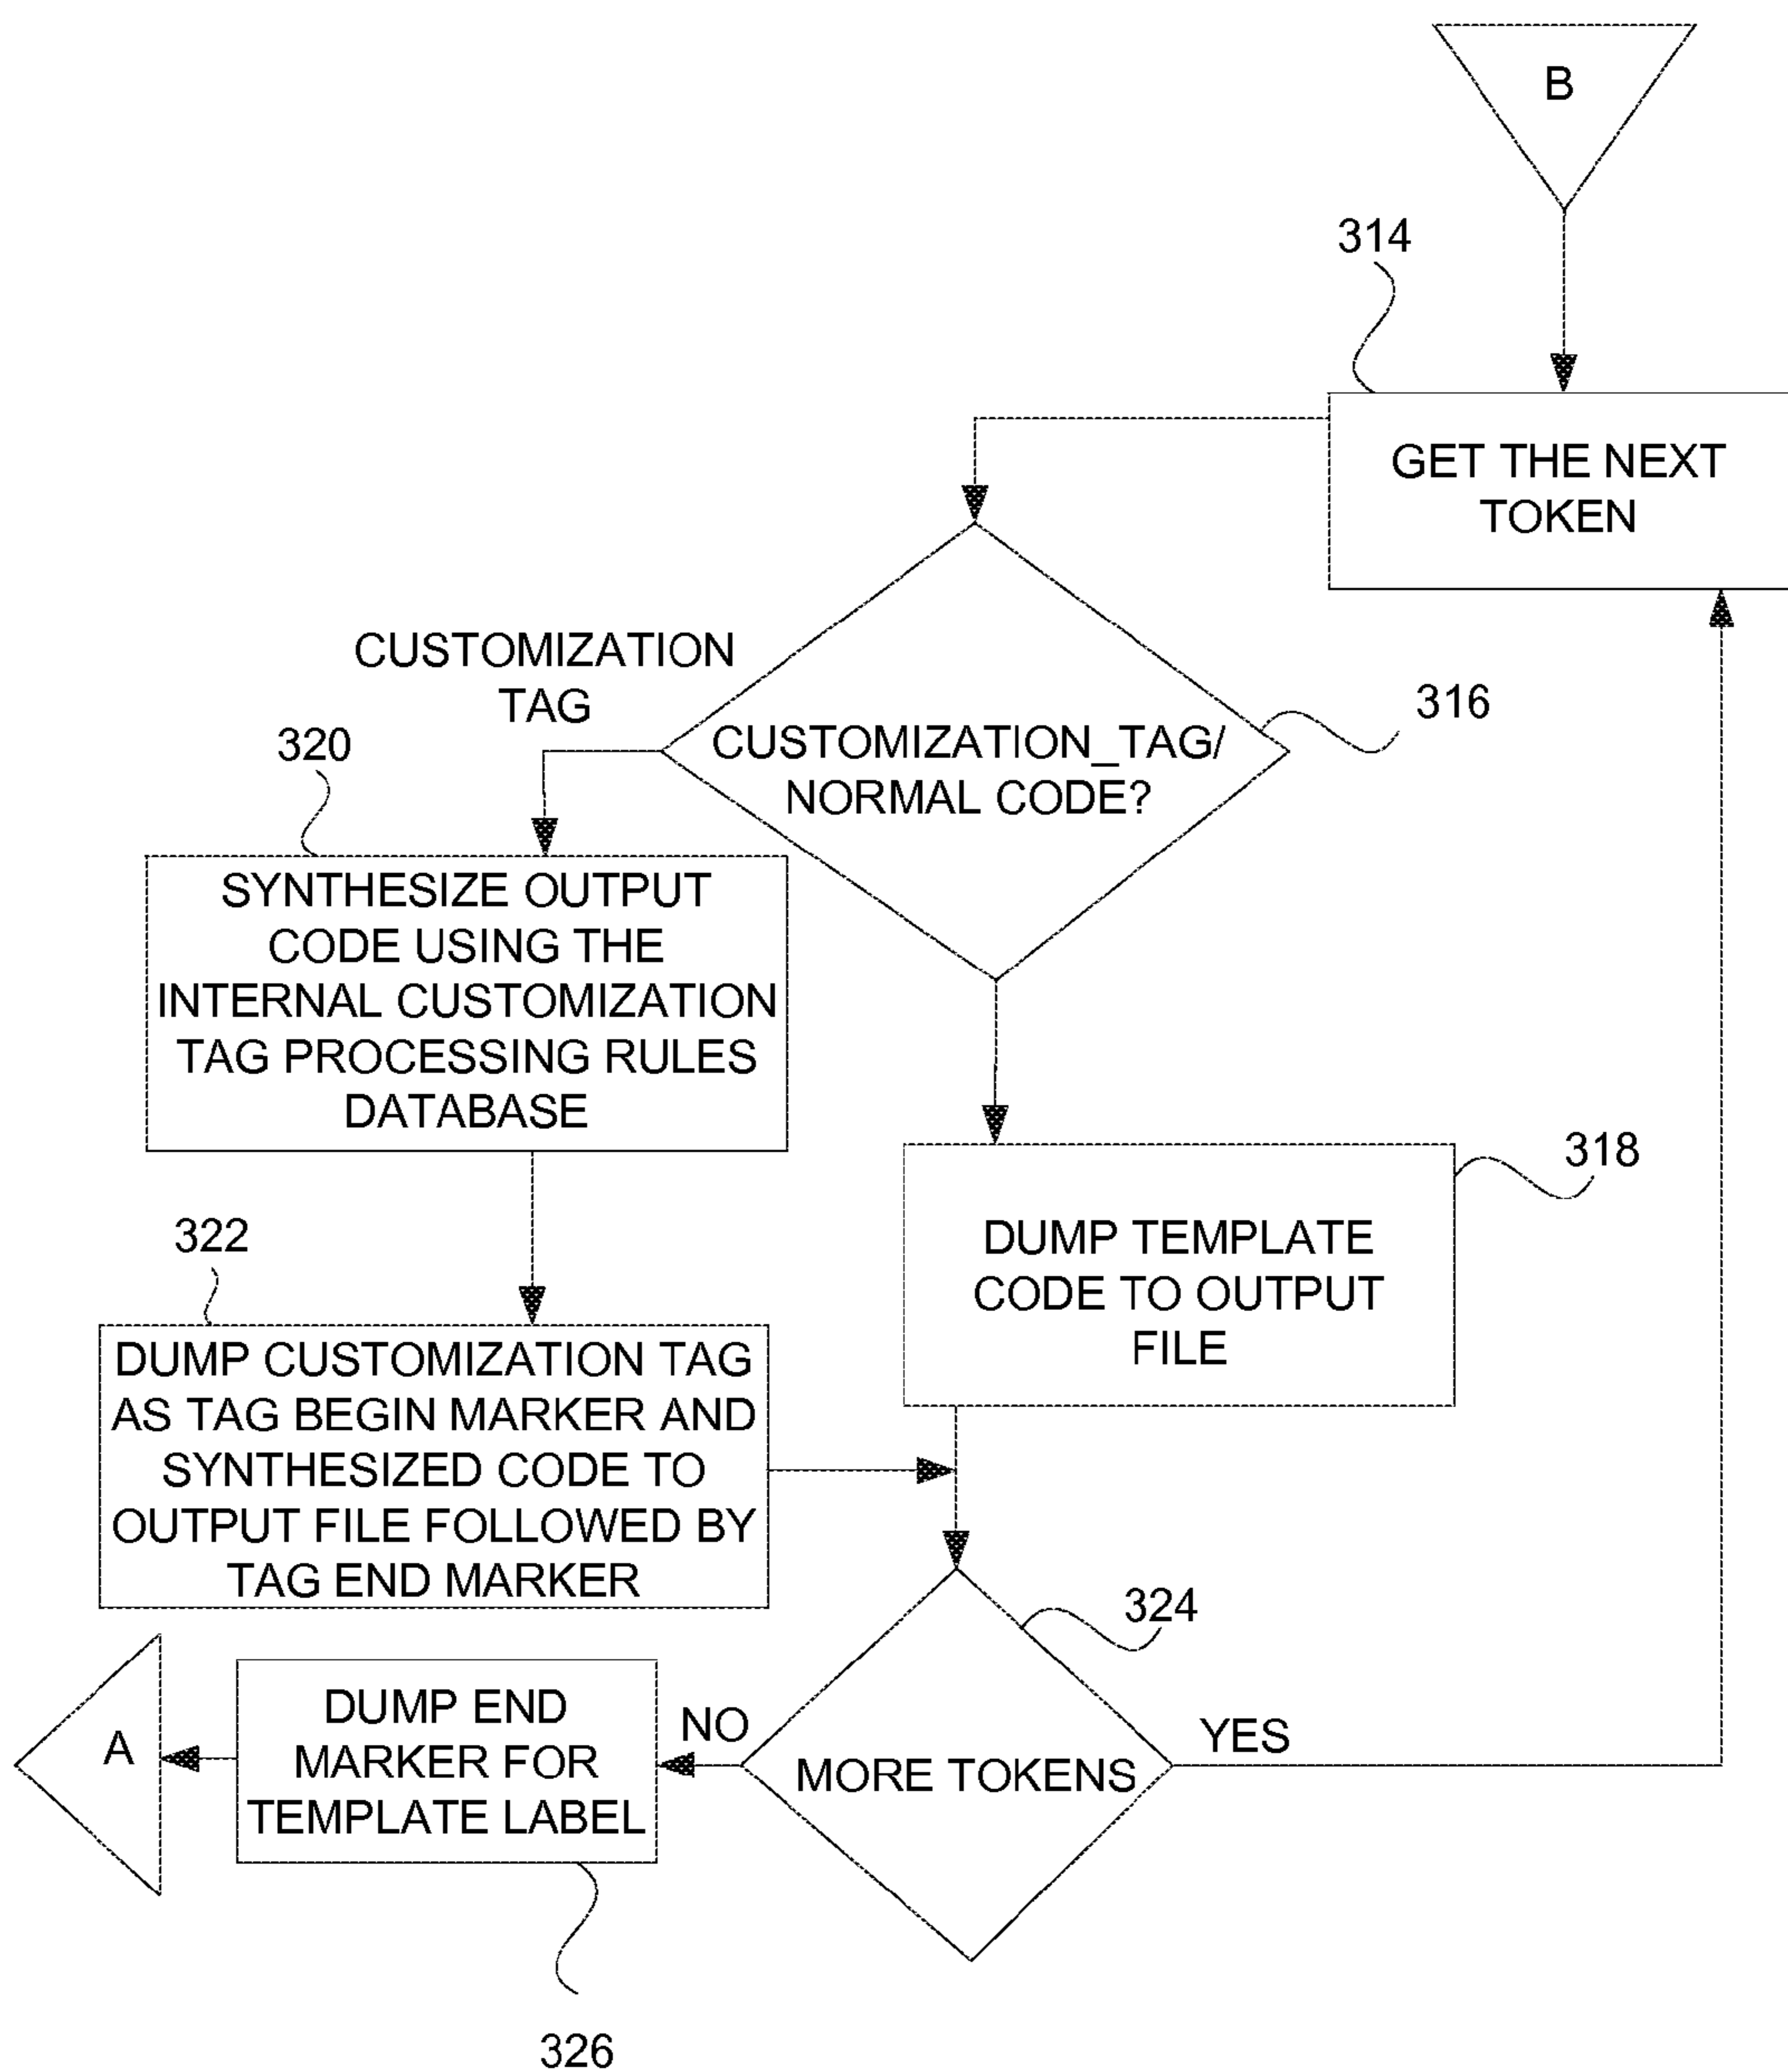 B
314
GET THE NEXT
TOKEN
CUSTOMIZATION
TAG
316
CUSTOMIZATION_TAG/
NORMAL CODE?
320
SYNTHESIZE OUTPUT
CODE USING THE
INTERNAL CUSTOMIZATION
TAG PROCESSING RULES
DATABASE
318
DUMP TEMPLATE
CODE TO OUTPUT
FILE
322
DUMP CUSTOMIZATION TAG
AS TAG BEGIN MARKER AND
SYNTHESIZED CODE TO
OUTPUT FILE FOLLOWED BY
TAG END MARKER
324
MORE TOKENS
YES
NO
DUMP END
MARKER FOR
TEMPLATE LABEL
A
326